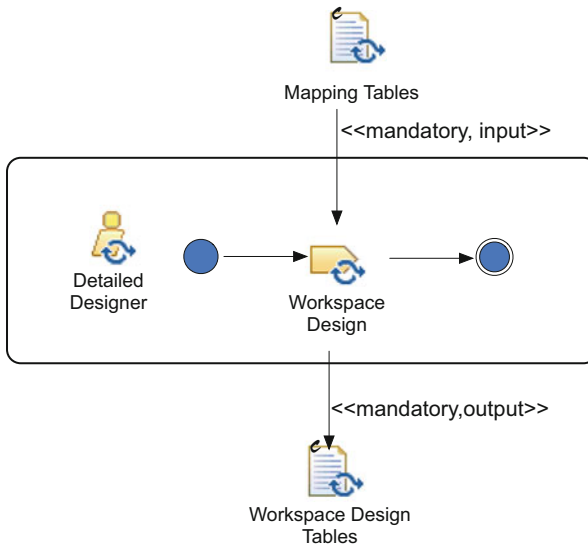 Mapping Tables
<<mandatory, input>>
Detailed
Designer
Workspace
Design
<<mandatory,output>>
Workspace Design
Tables